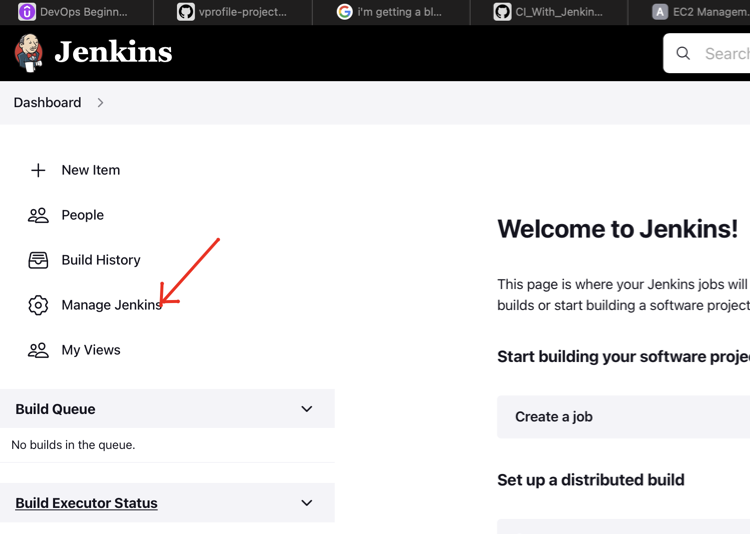 DevOps Beginn...
vprofile-project...
i'm getting a bl...
CI_With_Jenkin...
A EC2 Managem.
Jenkins
Search
Dashboard
New Item
People
Build History
Manage Jenkins
My Views
Build Queue
No builds in the queue.
Build Executor Status
Welcome to Jenkins!
This page is where your Jenkins jobs will
builds or start building a software project
Start building your software proje
Create a job
Set up a distributed build